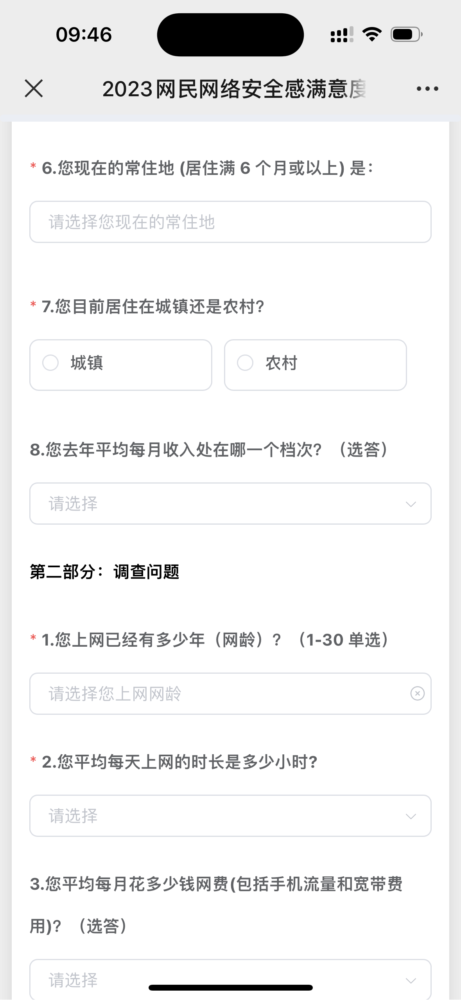 09:46
2023网民网络安全感满意度
* 6.您现在的常住地 (居住满 6 个月或以上) 是：
请选择您现在的常住地
* 7.您目前居住在城镇还是农村?
城镇
农村
8.您去年平均每月收入处在哪一个档次? （选答）
请选择
第二部分：调查问题
* 1.您上网已经有多少年（网龄）? （1-30 单选）
请选择您上网网龄
* 2.您平均每天上网的时长是多少小时?
请选择
3.您平均每月花多少钱网费(包括手机流量和宽带费
用)? （选答）
请选择